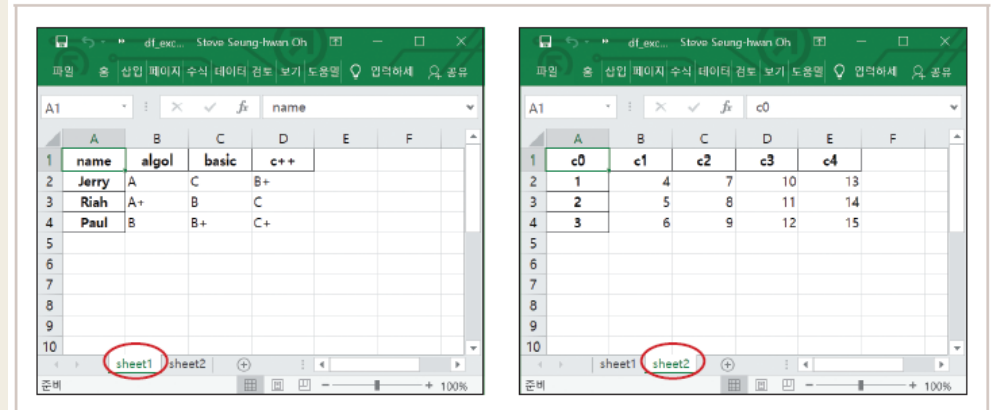 df_exc... Steve Seung-hwan Oh
파일 홈 삽입 페이지 수식 데이터 검토 보기 도움말 입력하세 공유
A1 fx name
A B C D E F
1 name algol basic c++
2 Jerry A C B+
3 Riah A+ B C
4 Paul B B+ C+
5
6
7
8
9
10
sheet1 sheet2
준비 100%
df_exc... Steve Seung-hwan Oh
파일 홈 삽입 페이지 수식 데이터 검토 보기 도움말 입력하세 공유
A1 fx c0
A B C D E F
1 c0 c1 c2 c3 c4
2 1 4 7 10 13
3 2 5 8 11 14
4 3 6 9 12 15
5
6
7
8
9
10
sheet1 sheet2
준비 100%